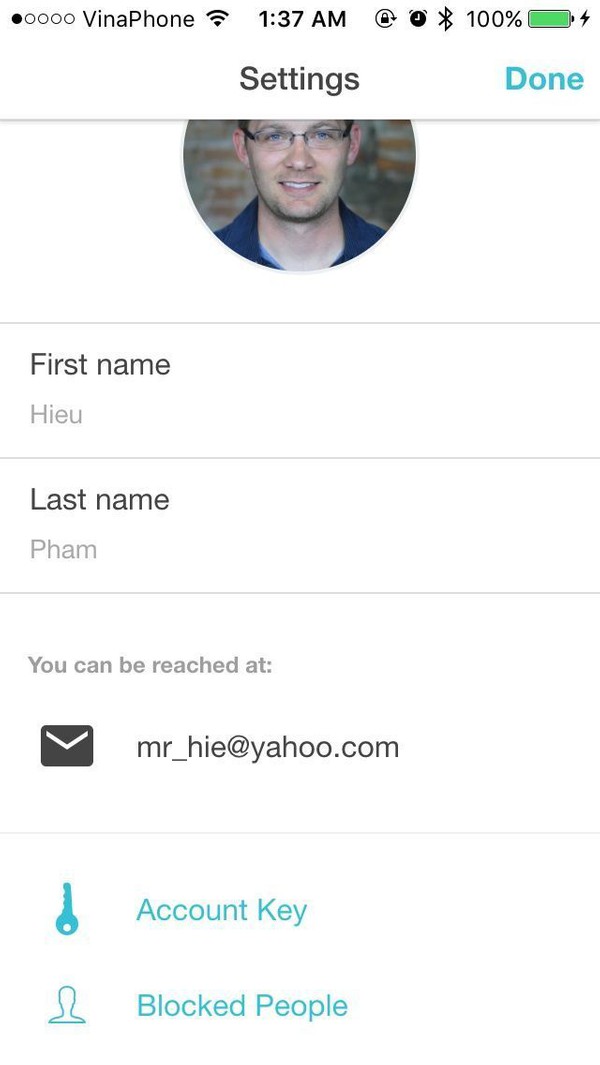 VinaPhone 1:37 AM 100%
Settings Done
First name
Hieu
Last name
Pham
You can be reached at:
mr_hie@yahoo.com
Account Key
Blocked People